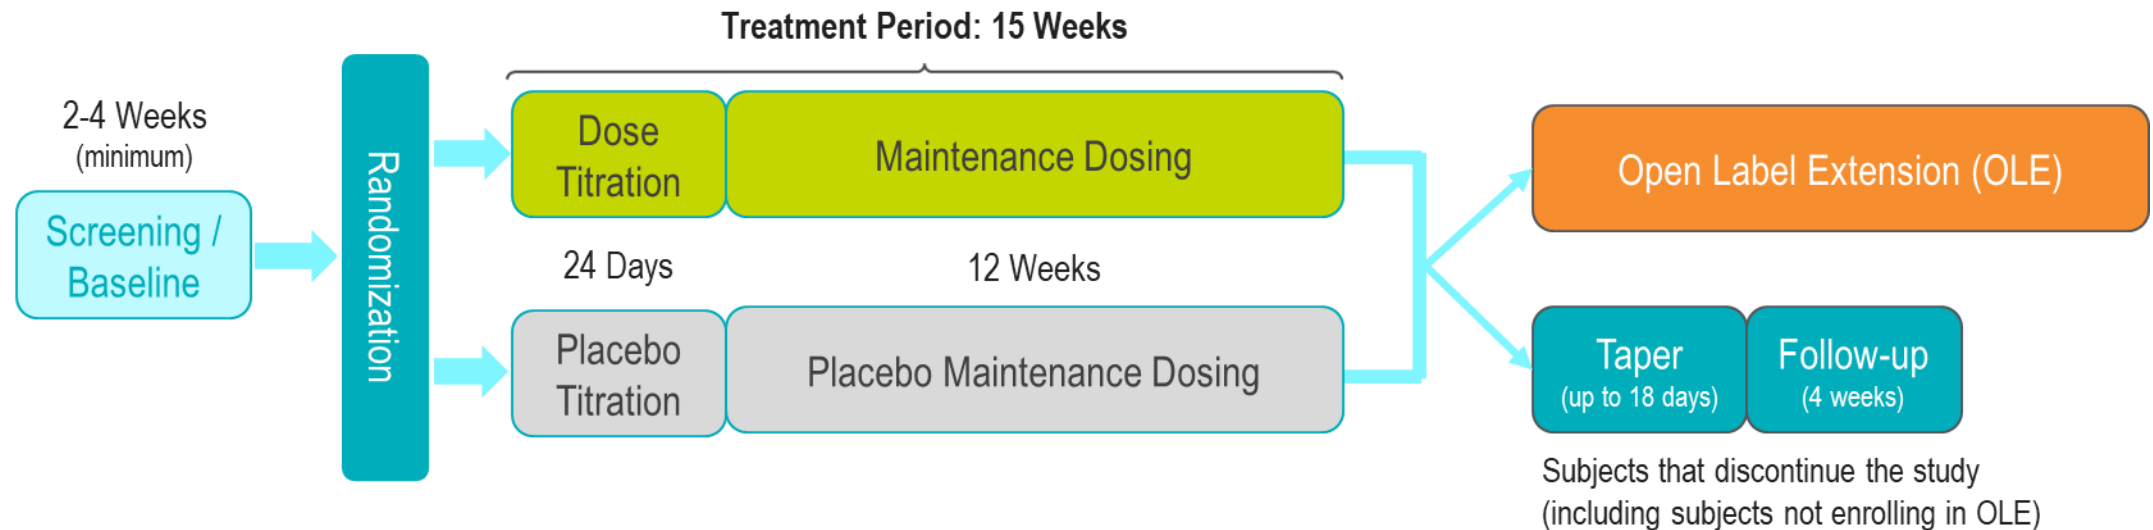 Treatment Period: 15 Weeks
2-4 Weeks
(minimum)
Screening /
Baseline
Randomization
Dose
Titration
Maintenance Dosing
24 Days
12 Weeks
Placebo
Titration
Placebo Maintenance Dosing
Open Label Extension (OLE)
Taper
(up to 18 days)
Follow-up
(4 weeks)
Subjects that discontinue the study
(including subjects not enrolling in OLE)